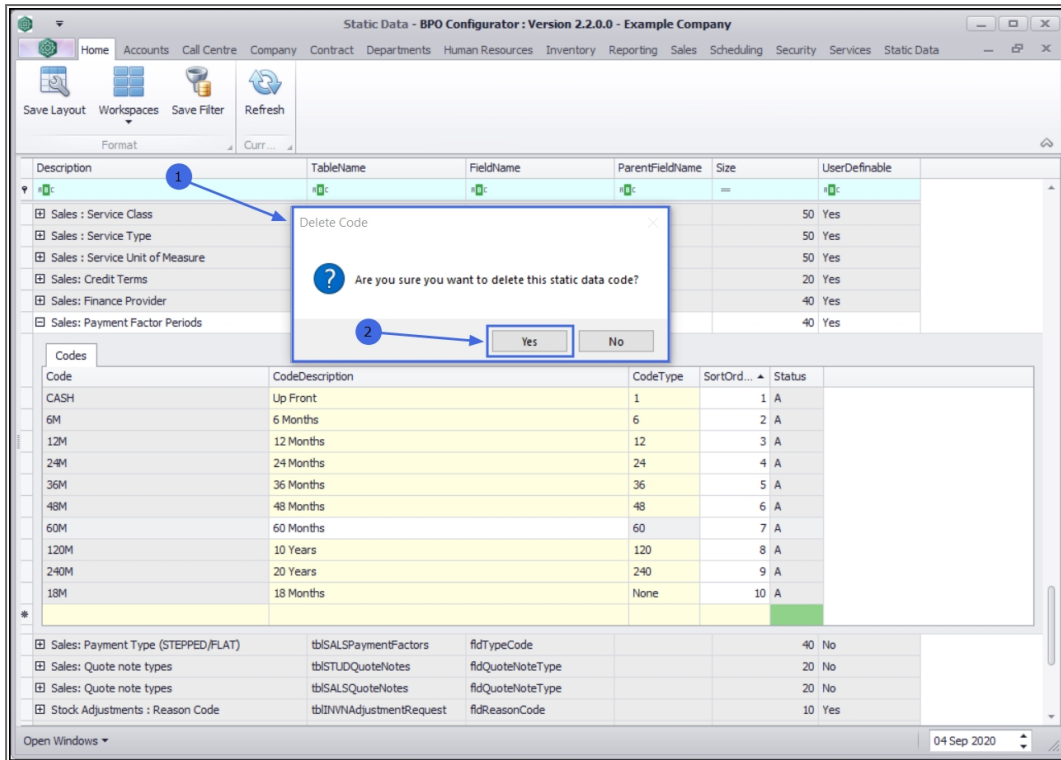 Static Data - BPO Configurator : Version 2.2.0.0 - Example Company
Home Accounts Call Centre Company Contract Departments Human Resources Inventory Reporting Sales Scheduling Security Services Static Data
Save Layout Workspaces Save Filter Refresh
Format Curr...
Description TableName FieldName ParentFieldName Size UserDefinable
1
Sales : Service Class 50 Yes
Sales : Service Type 50 Yes
Sales : Service Unit of Measure 50 Yes
Sales: Credit Terms 20 Yes
Sales: Finance Provider 40 Yes
Sales: Payment Factor Periods 40 Yes
Delete Code
Are you sure you want to delete this static data code?
2
Yes No
Codes
Code CodeDescription CodeType SortOrd... Status
CASH Up Front 1 1 A
6M 6 Months 6 2 A
12M 12 Months 12 3 A
24M 24 Months 24 4 A
36M 36 Months 36 5 A
48M 48 Months 48 6 A
60M 60 Months 60 7 A
120M 10 Years 120 8 A
240M 20 Years 240 9 A
18M 18 Months None 10 A
Sales: Payment Type (STEPPED/FLAT) tblSALSPaymentFactors fldTypeCode 40 No
Sales: Quote note types tblSTUDQuoteNotes fldQuoteNoteType 20 No
Sales: Quote note types tblSALSQuoteNotes fldQuoteNoteType 20 No
Stock Adjustments : Reason Code tblINVNAdjustmentRequest fldReasonCode 10 Yes
Open Windows 04 Sep 2020